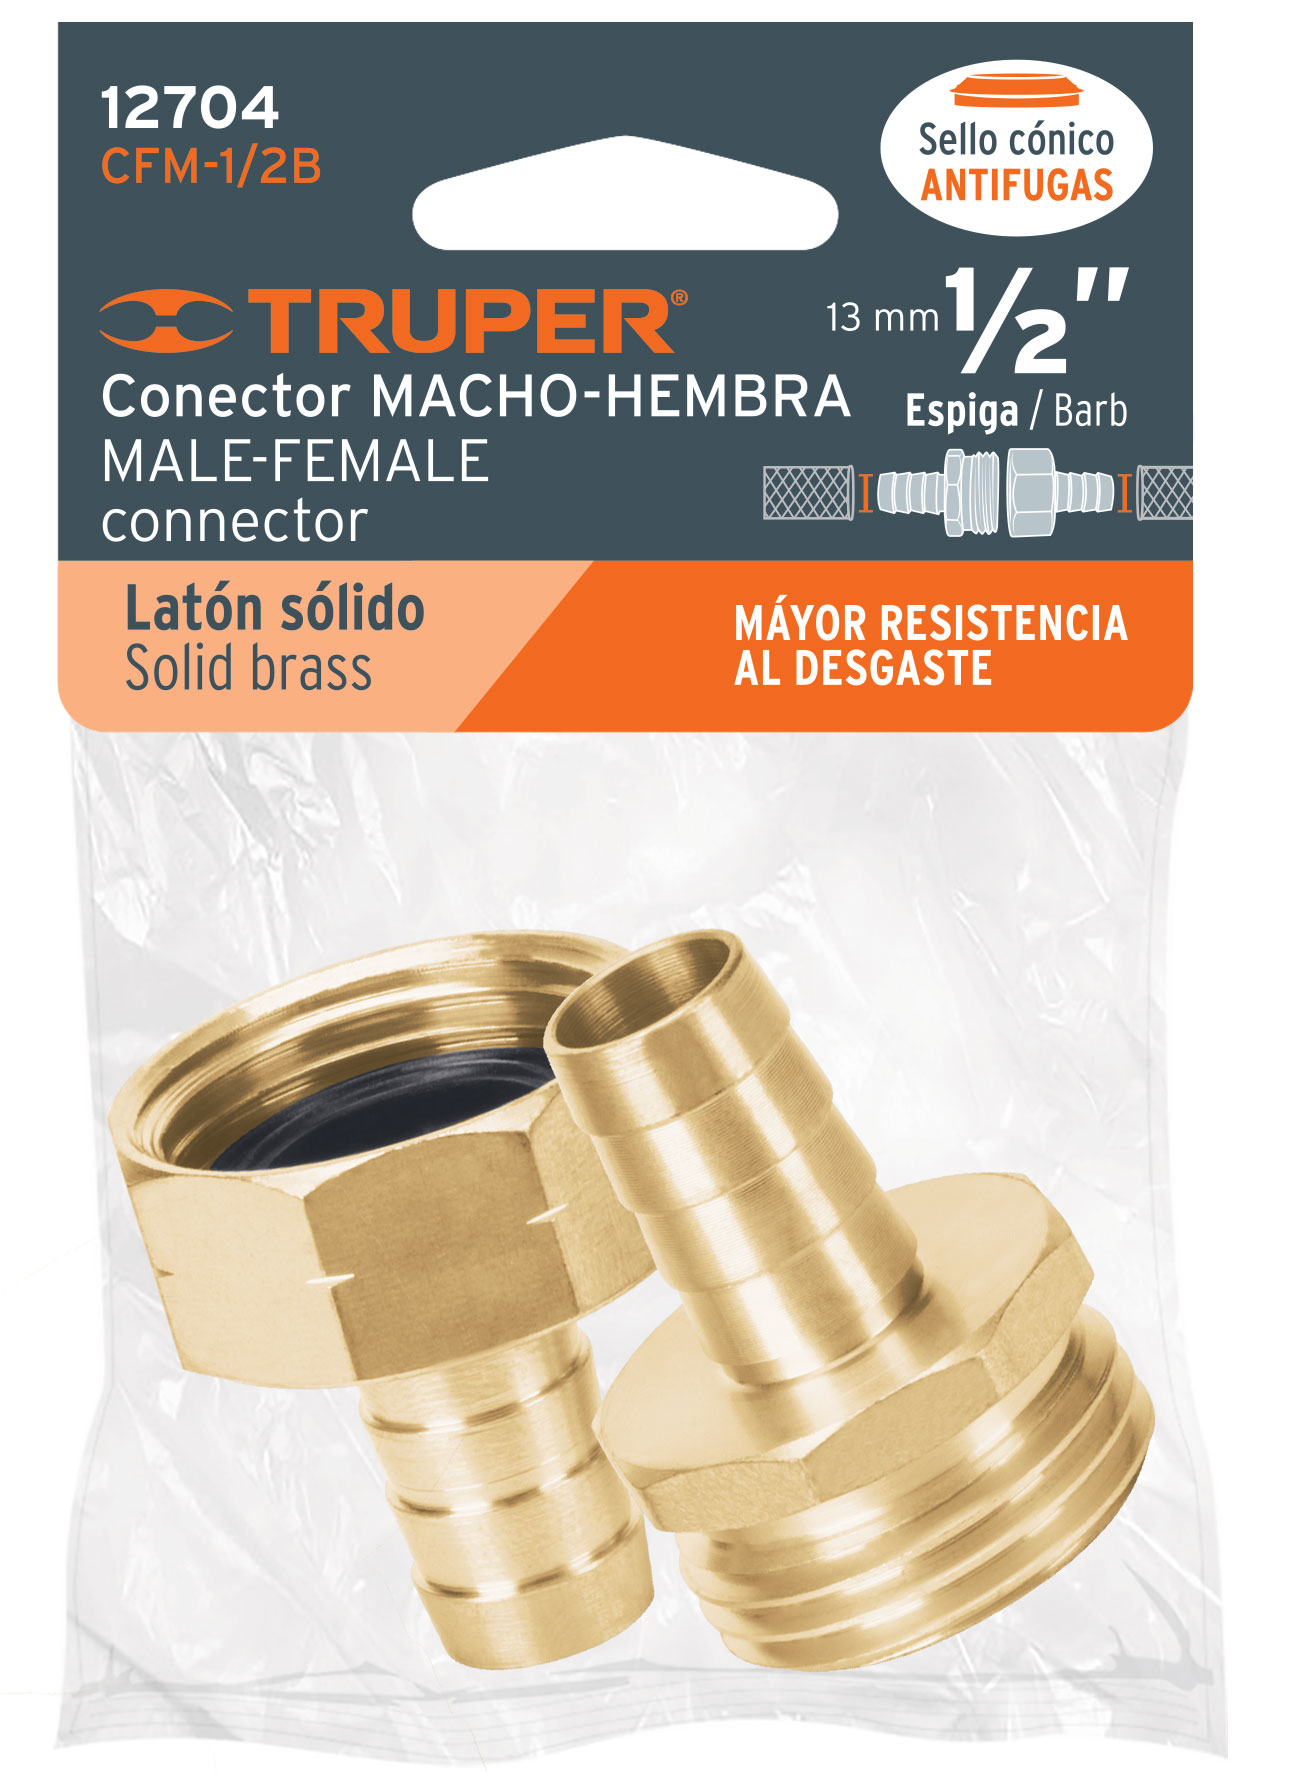 12704
CFM-1/2B
Sello cónico
ANTIFUGAS
TRUPER®
13 mm 1/2"
Espiga / Barb
Conector MACHO-HEMBRA
MALE-FEMALE
connector
Latón sólido
Solid brass
MÁYOR RESISTENCIA
AL DESGASTE